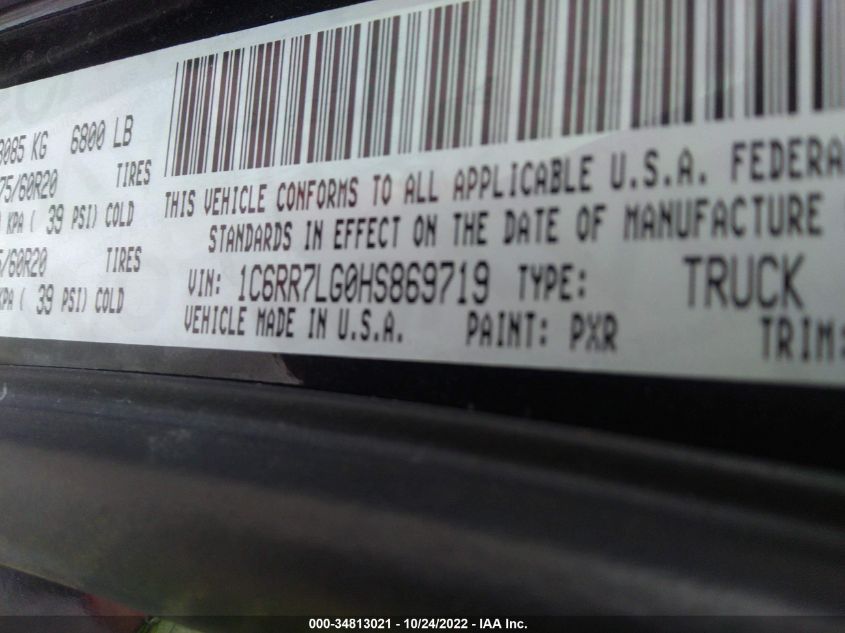 3085 KG 6800 LB
75/60R20 TIRES
KPA ( 39 PSI) COLD
/60R20 TIRES
KPA ( 39 PSI) COLD
THIS VEHICLE CONFORMS TO ALL APPLICABLE U.S.A. FEDERA
STANDARDS IN EFFECT ON THE DATE OF MANUFACTURE
VIN: 1C6RR7LG0HS869719 TYPE: TRUCK
VEHICLE MADE IN U.S.A. PAINT: PXR TRIM:
000-34813021 - 10/24/2022 - IAA Inc.